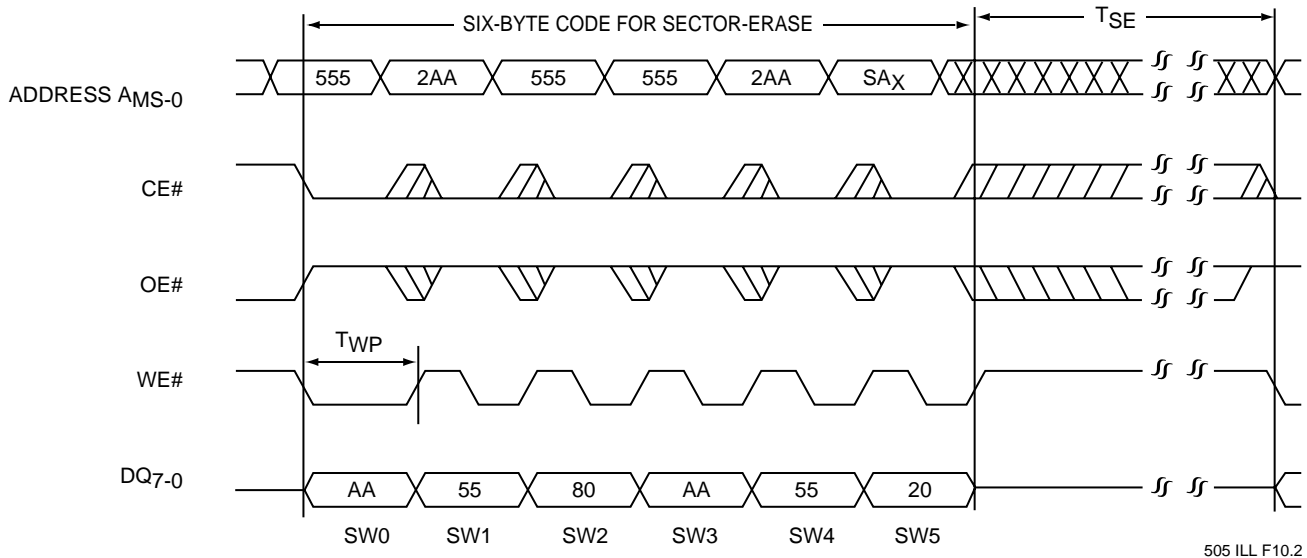 SIX-BYTE CODE FOR SECTOR-ERASE TSE
ADDRESS AMS-0 555 2AA 555 555 2AA SAX
CE#
OE#
TWP
WE#
DQ7-0 AA 55 80 AA 55 20
SW0 SW1 SW2 SW3 SW4 SW5
505 ILL F10.2